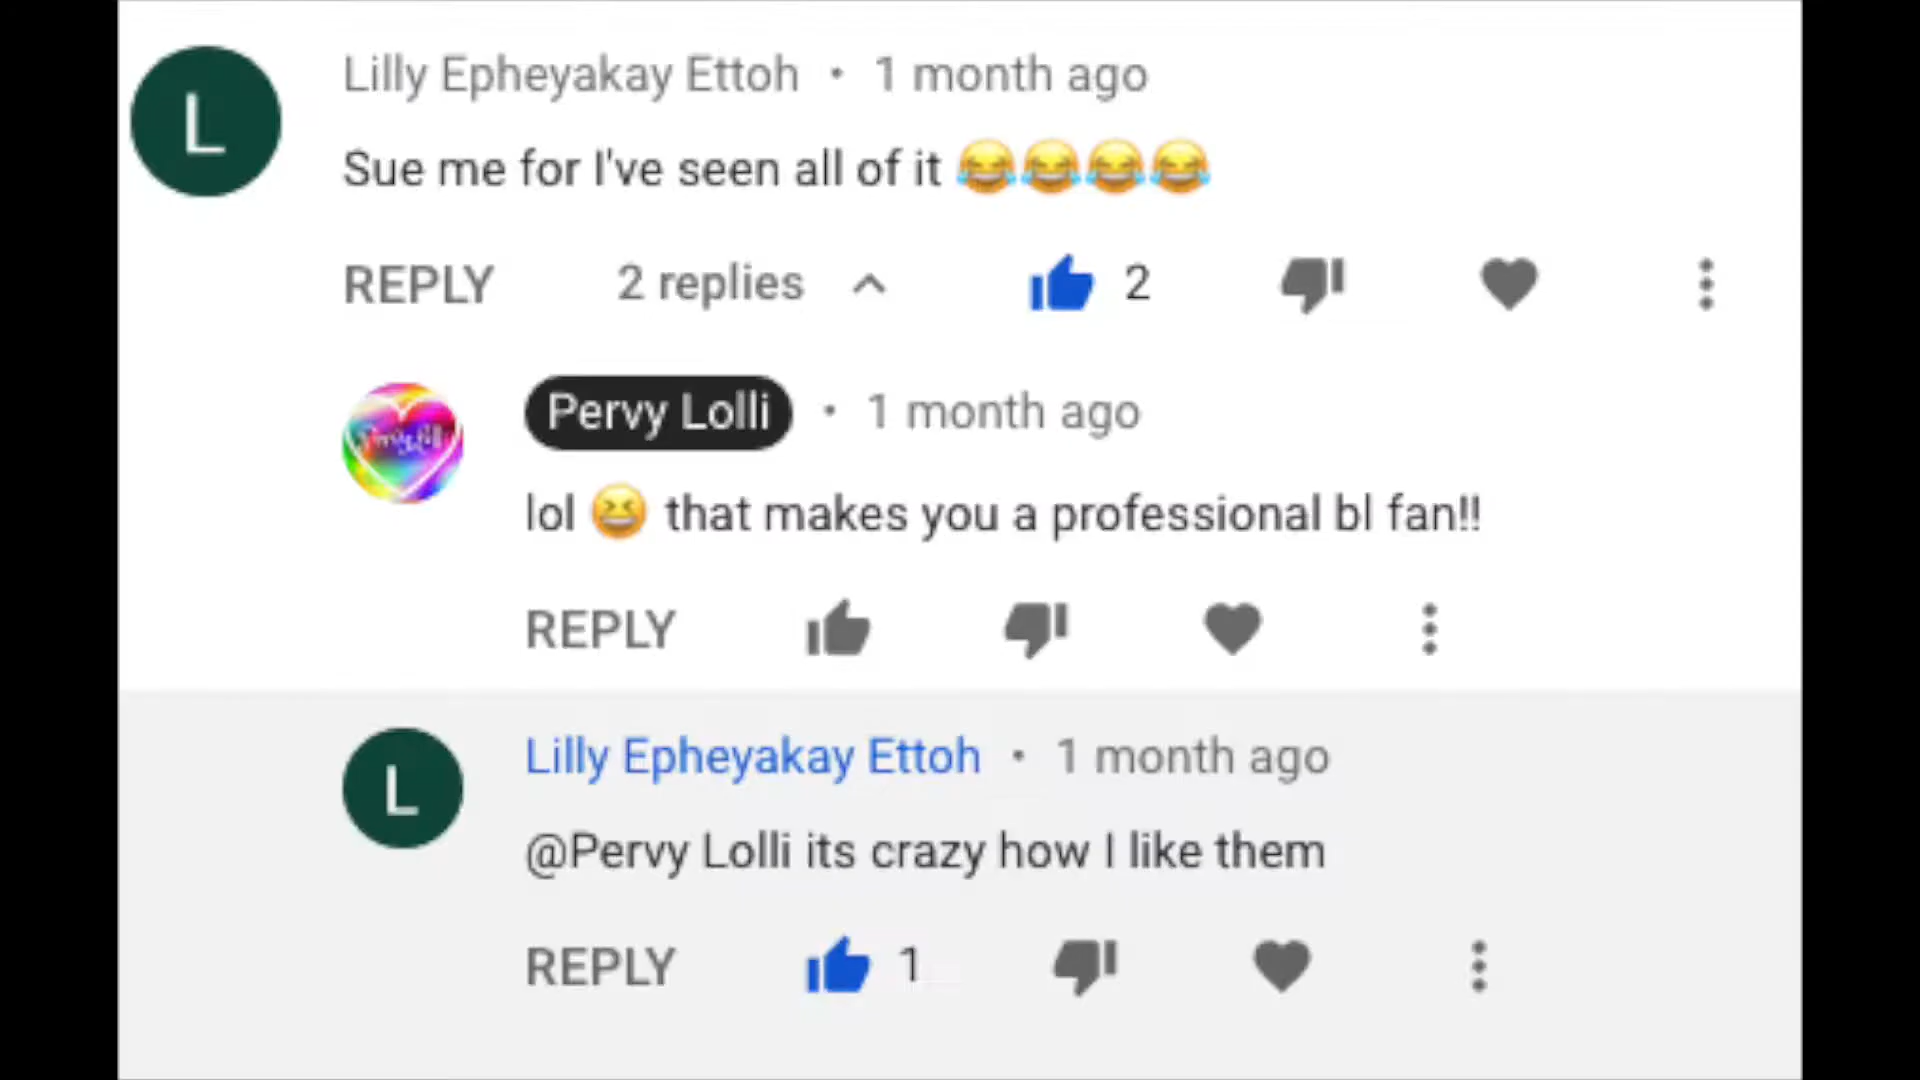 L
Lilly Epheyakay Ettoh • 1 month ago
Sue me for I've seen all of it 😂😂😂😂
REPLY 2 replies 2
Pervy Lolli • 1 month ago
lol 😆 that makes you a professional bl fan!!
REPLY
L
Lilly Epheyakay Ettoh • 1 month ago
@Pervy Lolli its crazy how I like them
REPLY 1